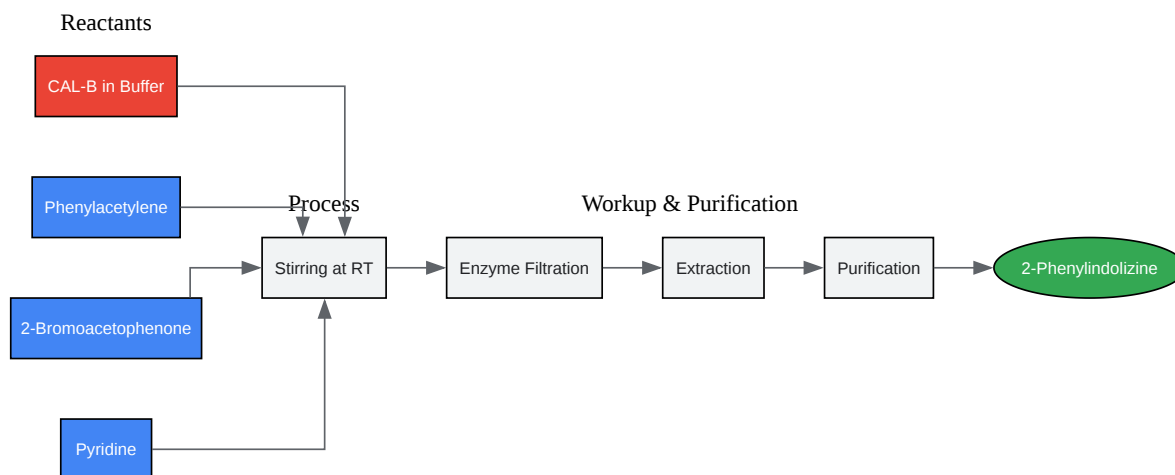 Reactants
CAL-B in Buffer
Phenylacetylene
2-Bromoacetophenone
Pyridine
Process
Stirring at RT
Workup & Purification
Enzyme Filtration
Extraction
Purification
2-Phenylindolizine